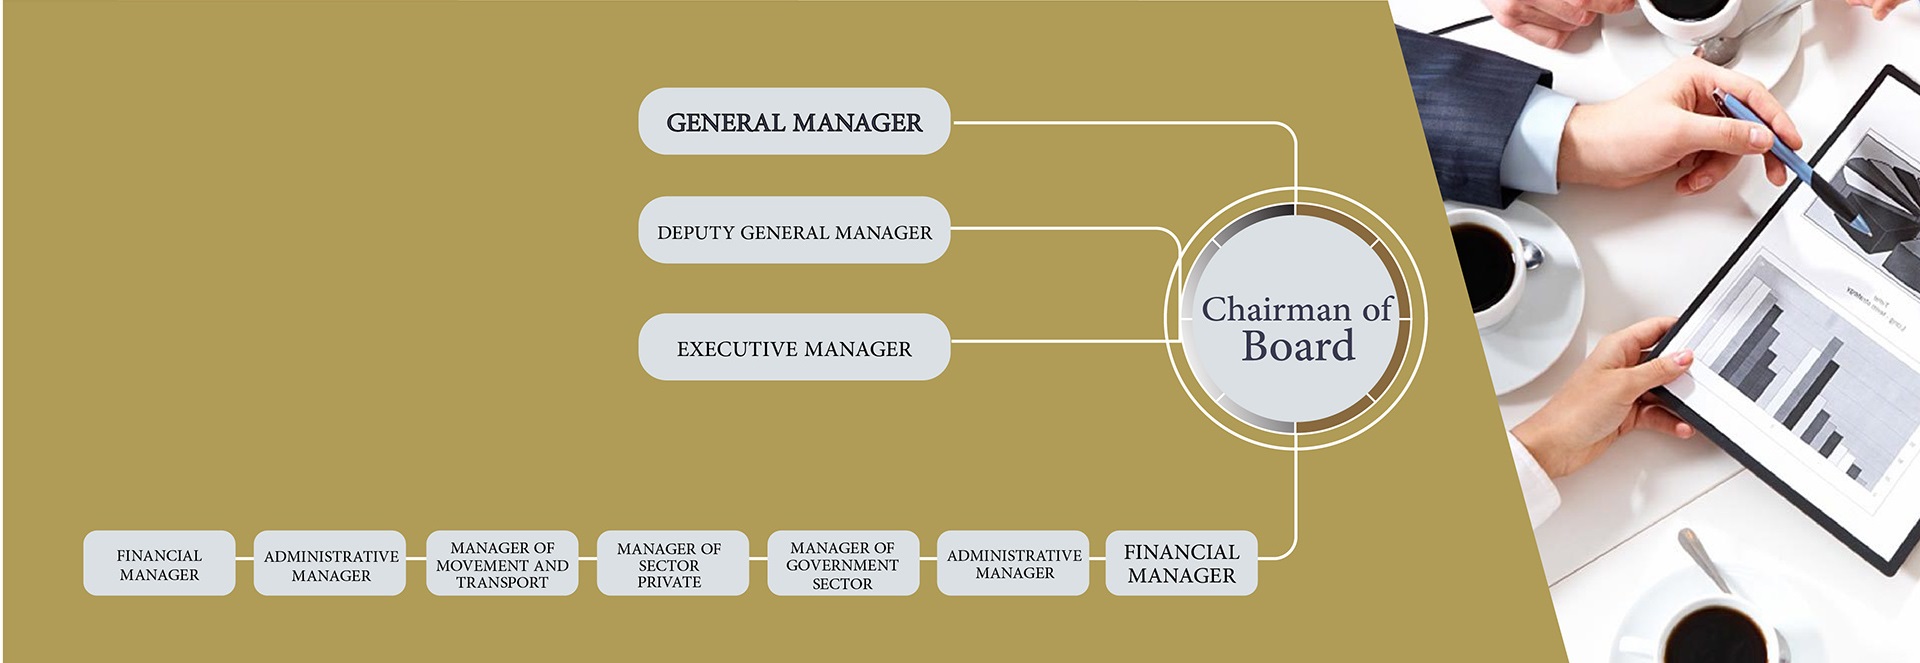 GENERAL MANAGER
DEPUTY GENERAL MANAGER
EXECUTIVE MANAGER
Chairman of
Board
FINANCIAL
MANAGER
ADMINISTRATIVE
MANAGER
MANAGER OF
MOVEMENT AND
TRANSPORT
MANAGER OF
SECTOR
PRIVATE
MANAGER OF
GOVERNMENT
SECTOR
ADMINISTRATIVE
MANAGER
FINANCIAL
MANAGER